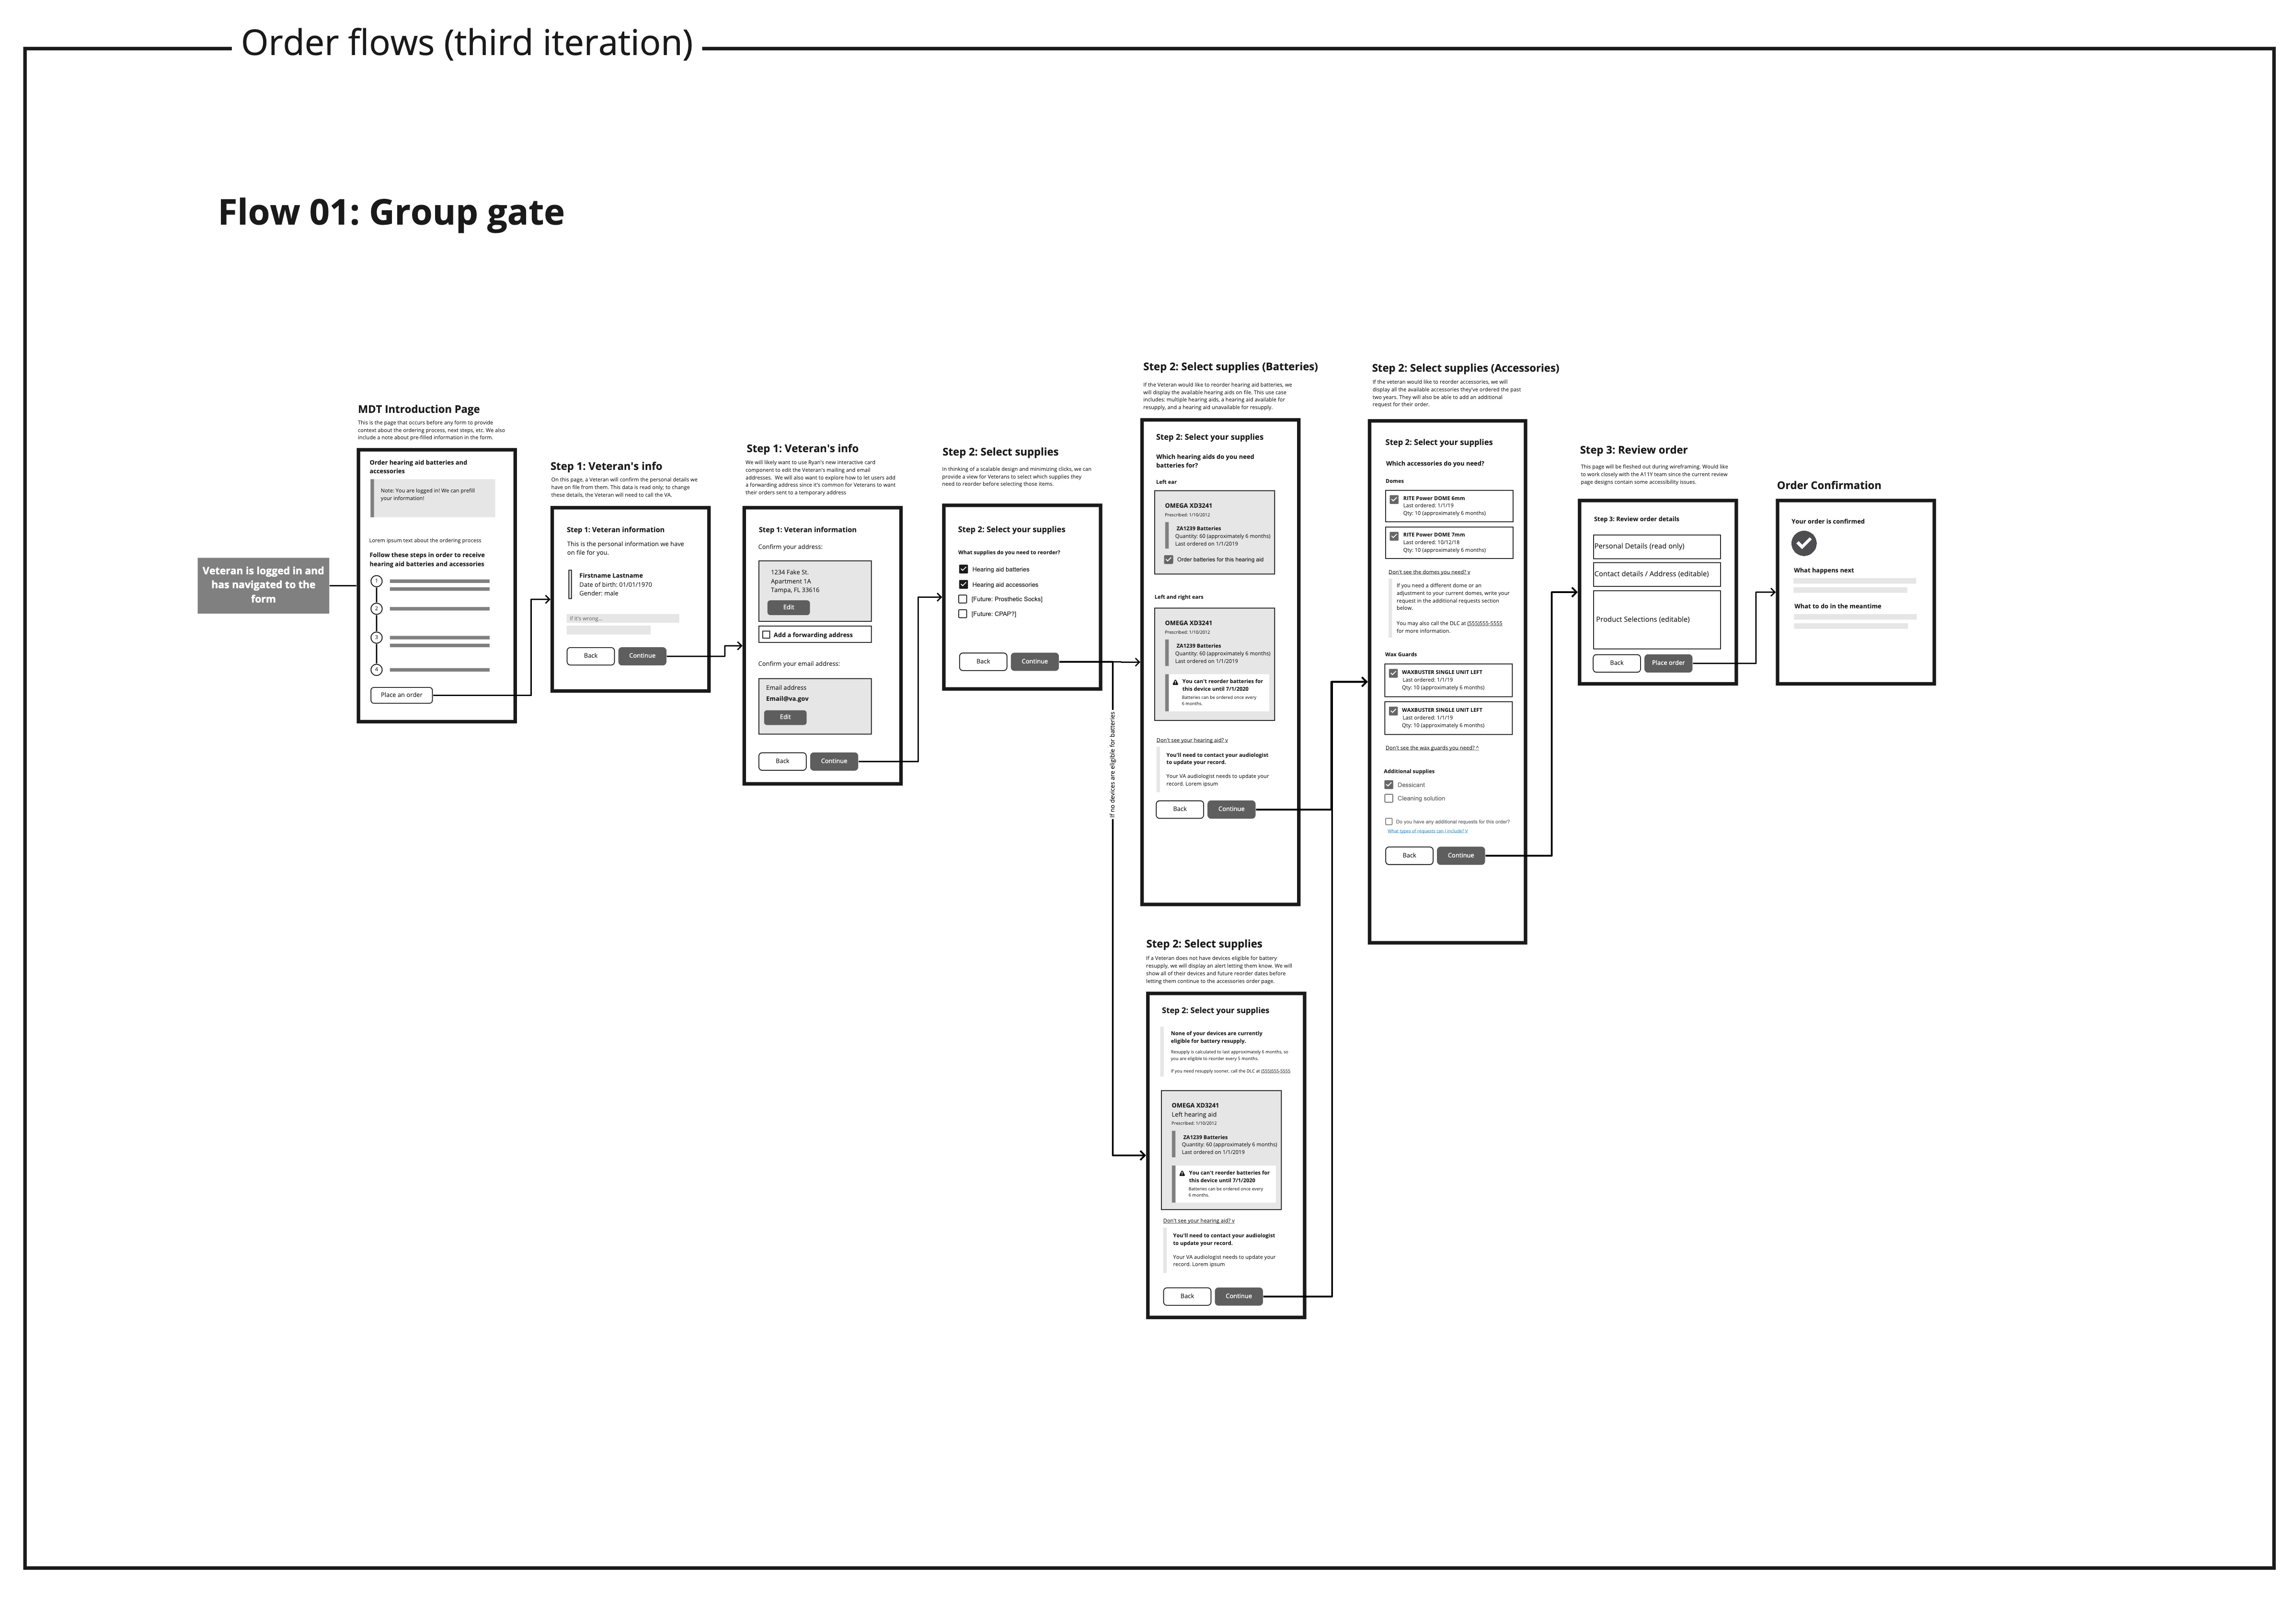 Order flows (third iteration)
Flow 01: Group gate
Veteran is logged in and
has navigated to the
form
MDT Introduction Page
This is the page that occurs before any form to provide
context about the ordering process, next steps, etc. We also
include a note about pre-filled information in the form.
Order hearing aid batteries and
accessories
Note: You are logged in! We can prefill
your information!
Lorem ipsum text about the ordering process
Follow these steps in order to receive
hearing aid batteries and accessories
1
2
3
4
Place an order
Step 1: Veteran's info
On this page, a Veteran will confirm the personal details we
have on file from them. This data is read only; to change
these details, the Veteran will need to call the VA.
Step 1: Veteran information
This is the personal information we have
on file for you.
Firstname Lastname
Date of birth: 01/01/1970
Gender: male
If it's wrong...
Back
Continue
Step 1: Veteran's info
We will likely want to use Ryan's new interactive card
component to edit the Veteran's mailing and email
addresses. We will also want to explore how to let users add
a forwarding address since it's common for Veterans to want
their orders sent to a temporary address
Step 1: Veteran information
Confirm your address:
1234 Fake St.
Apartment 1A
Tampa, FL 33616
Edit
Add a forwarding address
Confirm your email address:
Email address
Email@va.gov
Edit
Back
Continue
Step 2: Select supplies
In thinking of a scalable design and minimizing clicks, we can
provide a view for Veterans to select which supplies they
need to reorder before selecting those items.
Step 2: Select your supplies
What supplies do you need to reorder?
Hearing aid batteries
Hearing aid accessories
[Future: Prosthetic Socks]
[Future: CPAP?]
Back
Continue
If no devices are eligible for batteries
Step 2: Select supplies (Batteries)
If the Veteran would like to reorder hearing aid batteries, we
will display the available hearing aids on file. This use case
includes: multiple hearing aids, a hearing aid available for
resupply, and a hearing aid unavailable for resupply.
Step 2: Select your supplies
Which hearing aids do you need
batteries for?
Left ear
OMEGA XD3241
Prescribed: 1/10/2012
ZA1239 Batteries
Quantity: 60 (approximately 6 months)
Last ordered on 1/1/2019
Order batteries for this hearing aid
Left and right ears
OMEGA XD3241
Prescribed: 1/10/2012
ZA1239 Batteries
Quantity: 60 (approximately 6 months)
Last ordered on 1/1/2019
You can't reorder batteries for
this device until 7/1/2020
Batteries can be ordered once every
6 months.
Don't see your hearing aid? v
You'll need to contact your audiologist
to update your record.
Your VA audiologist needs to update your
record. Lorem ipsum
Back
Continue
Step 2: Select supplies
If a Veteran does not have devices eligible for battery
resupply, we will display an alert letting them know. We will
show all of their devices and future reorder dates before
letting them continue to the accessories order page.
Step 2: Select your supplies
None of your devices are currently
eligible for battery resupply.
Resupply is calculated to last approximately 6 months, so
you are eligible to reorder every 5 months.
If you need resupply sooner, call the DLC at (555)555-5555.
OMEGA XD3241
Left hearing aid
Prescribed: 1/10/2012
ZA1239 Batteries
Quantity: 60 (approximately 6 months)
Last ordered on 1/1/2019
You can't reorder batteries for
this device until 7/1/2020
Batteries can be ordered once every
6 months.
Don't see your hearing aid? v
You'll need to contact your audiologist
to update your record.
Your VA audiologist needs to update your
record. Lorem ipsum
Back
Continue
Step 2: Select supplies (Accessories)
If the veteran would like to reorder accessories, we will
display all the available accessories they've ordered the past
two years. They will also be able to add an additional
request for their order.
Step 2: Select your supplies
Which accessories do you need?
Domes
RITE Power DOME 6mm
Last ordered: 1/1/19
Qty: 10 (approximately 6 months)
RITE Power DOME 7mm
Last ordered: 10/12/18
Qty: 10 (approximately 6 months)
Don't see the domes you need? v
If you need a different dome or an
adjustment to your current domes, write your
request in the additional requests section
below.
You may also call the DLC at (555)555-5555
for more information.
Wax Guards
WAXBUSTER SINGLE UNIT LEFT
Last ordered: 1/1/19
Qty: 10 (approximately 6 months)
WAXBUSTER SINGLE UNIT LEFT
Last ordered: 1/1/19
Qty: 10 (approximately 6 months)
Don't see the wax guards you need? ^
Additional supplies
Dessicant
Cleaning solution
Do you have any additional requests for this order?
What types of requests can I include? V
Back
Continue
Step 3: Review order
This page will be fleshed out during wireframing. Would like
to work closely with the A11Y team since the current review
page designs contain some accessibility issues.
Step 3: Review order details
Personal Details (read only)
Contact details / Address (editable)
Product Selections (editable)
Back
Place order
Order Confirmation
Your order is confirmed
What happens next
What to do in the meantime